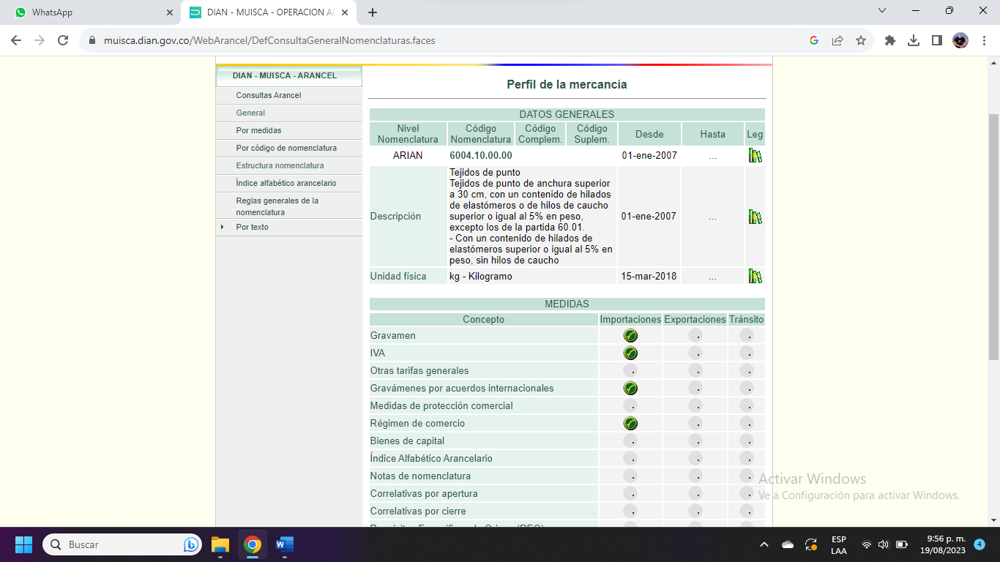 WhatsApp
DIAN - MUISCA - OPERACION AD
muisca.dian.gov.co/WebArancel/DefConsultaGeneralNomenclaturas.faces
DIAN - MUISCA - ARANCEL
Consultas Arancel
General
Por medidas
Por código de nomenclatura
Estructura nomenclatura
Índice alfabético arancelario
Reglas generales de la
nomenclatura
Por texto
Perfil de la mercancía
DATOS GENERALES
Nivel Nomenclatura Código Nomenclatura Código Complem. Código Suplem. Desde Hasta Leg
ARIAN 6004.10.00.00 01-ene-2007 ...
Descripción
Tejidos de punto
Tejidos de punto de anchura superior
a 30 cm, con un contenido de hilados
de elastómeros o de hilos de caucho
superior o igual al 5% en peso,
excepto los de la partida 60.01.
- Con un contenido de hilados de
elastómeros superior o igual al 5% en
peso, sin hilos de caucho
01-ene-2007 ...
Unidad física kg - Kilogramo 15-mar-2018 ...
MEDIDAS
Concepto Importaciones Exportaciones Tránsito
Gravamen
IVA
Otras tarifas generales
Gravámenes por acuerdos internacionales
Medidas de protección comercial
Régimen de comercio
Bienes de capital
Índice Alfabético Arancelario
Notas de nomenclatura
Correlativas por apertura
Correlativas por cierre
Activar Windows
Ve a Configuración para activar Windows.
Buscar
ESP
LAA
9:56 p. m.
19/08/2023
4